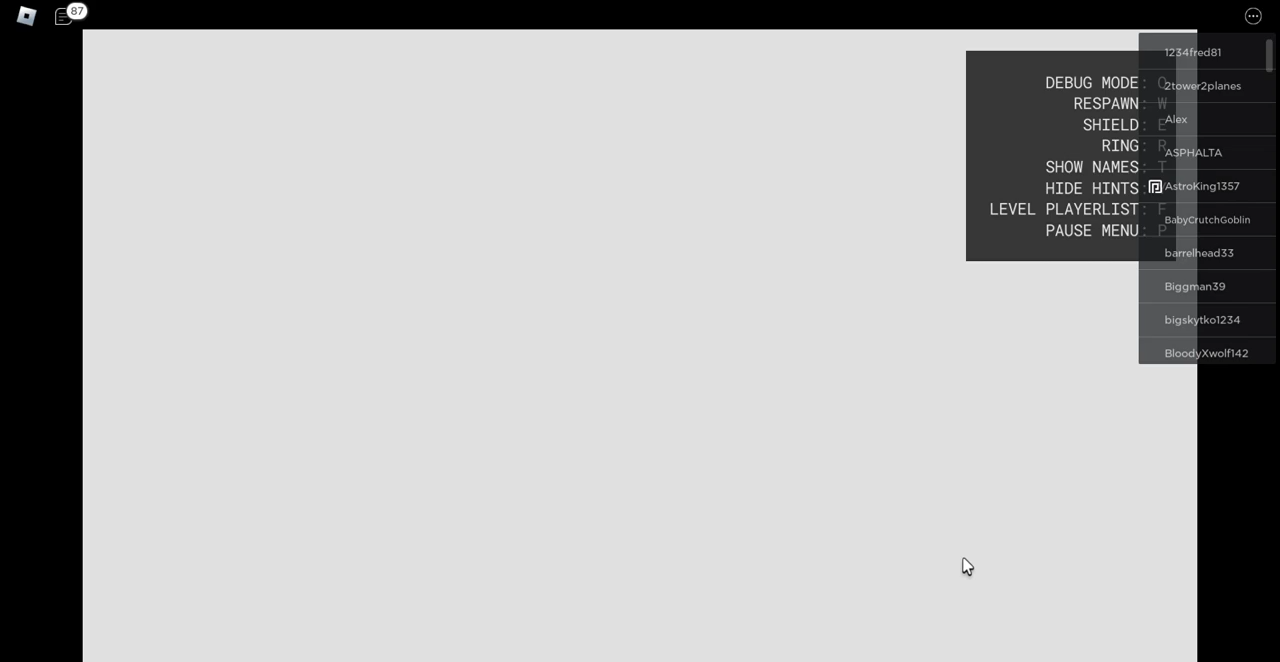 87
DEBUG MODE: Q
RESPAWN: W
SHIELD: E
RING: R
SHOW NAMES: T
HIDE HINTS:
LEVEL PLAYERLIST: F
PAUSE MENU: P
1234fred81
2tower2planes
Alex
ASPHALTA
AstroKing1357
BabyCrutchGoblin
barrelhead33
Biggman39
bigskytko1234
BloodyXwolf142